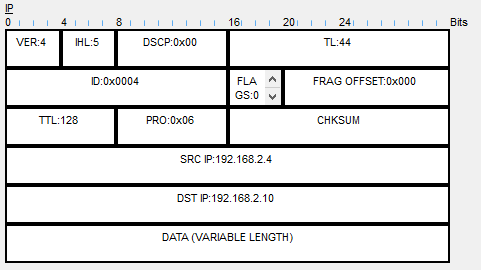 IP
0 4 8 16 20 24 Bits
VER:4 IHL:5 DSCP:0x00 TL:44
ID:0x0004 FLA FRAG OFFSET:0x000
GS:0
TTL:128 PRO:0x06 CHKSUM
SRC IP:192.168.2.4
DST IP:192.168.2.10
DATA (VARIABLE LENGTH)